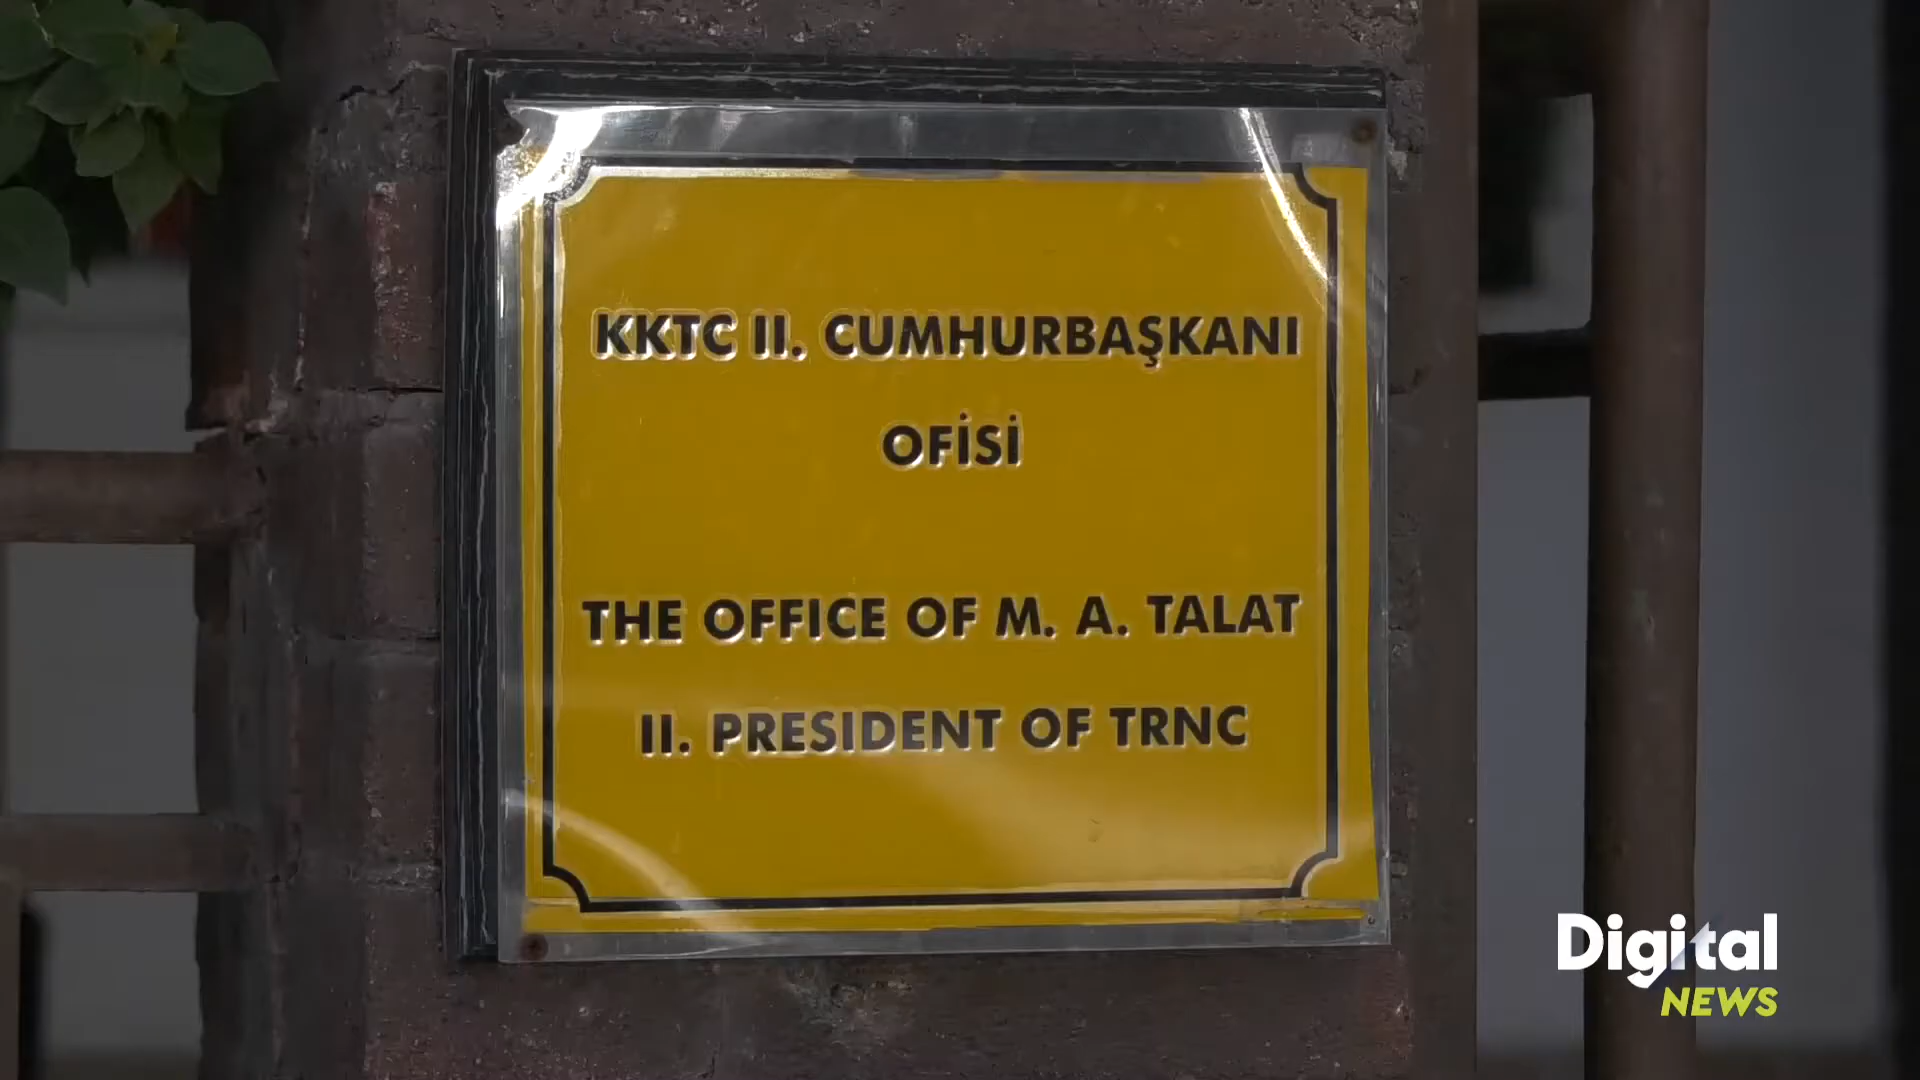 KKTC II. CUMHURBAŞKANI
OFİSİ
THE OFFICE OF M. A. TALAT
II. PRESIDENT OF TRNC
Digital
NEWS